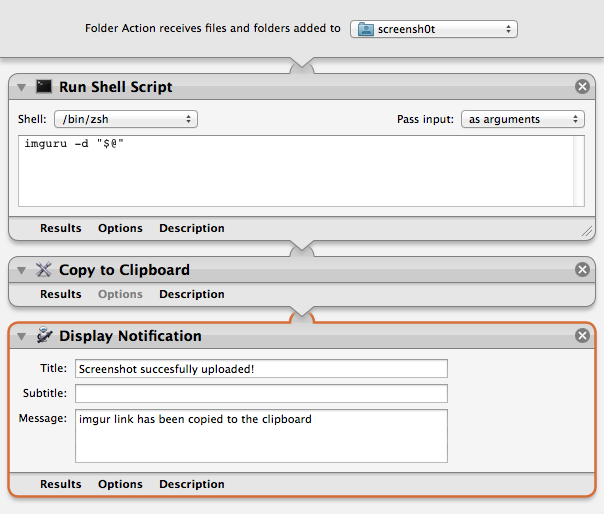 Folder Action receives files and folders added to screensh0t
Run Shell Script
Shell: /bin/zsh Pass input: as arguments
imguru -d "$@"
Results Options Description
Copy to Clipboard
Results Options Description
Display Notification
Title: Screenshot succesfully uploaded!
Subtitle:
Message: imgur link has been copied to the clipboard
Results Options Description